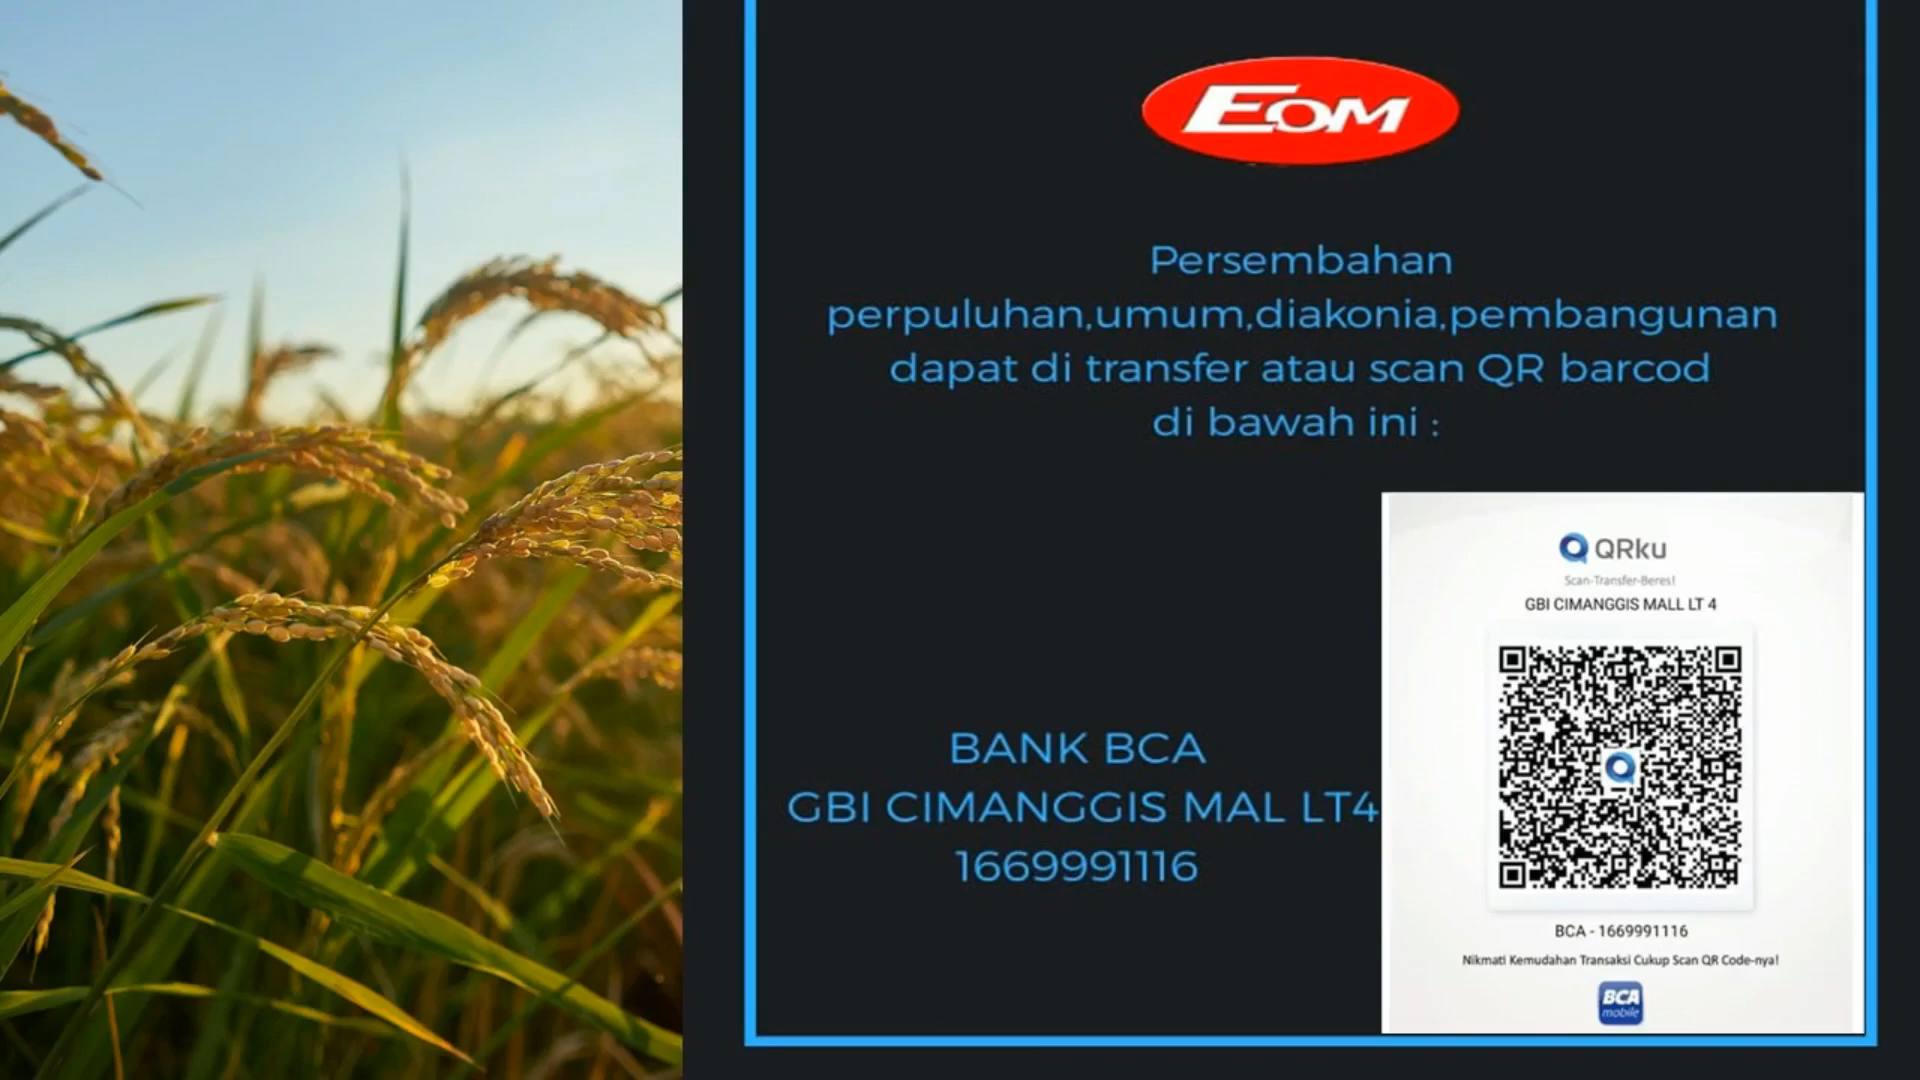 EOM
Persembahan
perpuluhan,umum,diakonia,pembangunan
dapat di transfer atau scan QR barcod
di bawah ini :
BANK BCA
GBI CIMANGGIS MAL LT4
1669991116
QRku
Scan-Transfer-Beres!
GBI CIMANGGIS MALL LT 4
BCA - 1669991116
Nikmati Kemudahan Transaksi Cukup Scan QR Code-nya!
BCA
mobile